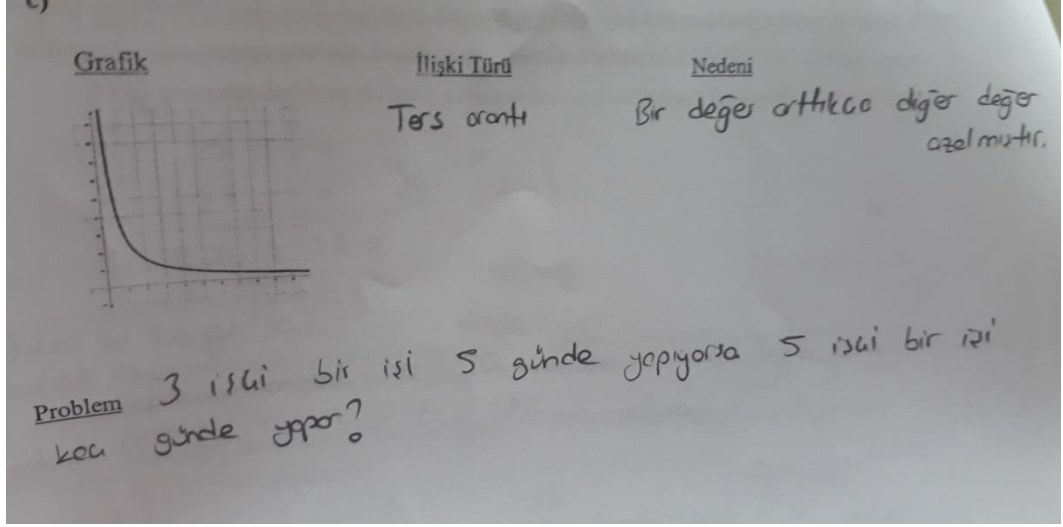 c)
Grafik İlişki Türü Nedeni
Ters orantı Bir değer arttıkca diğer değer
azalmıştır.
Problem 3 işçi bir işi 5 günde yapıyorsa 5 işçi bir işi
kaç günde yapar?